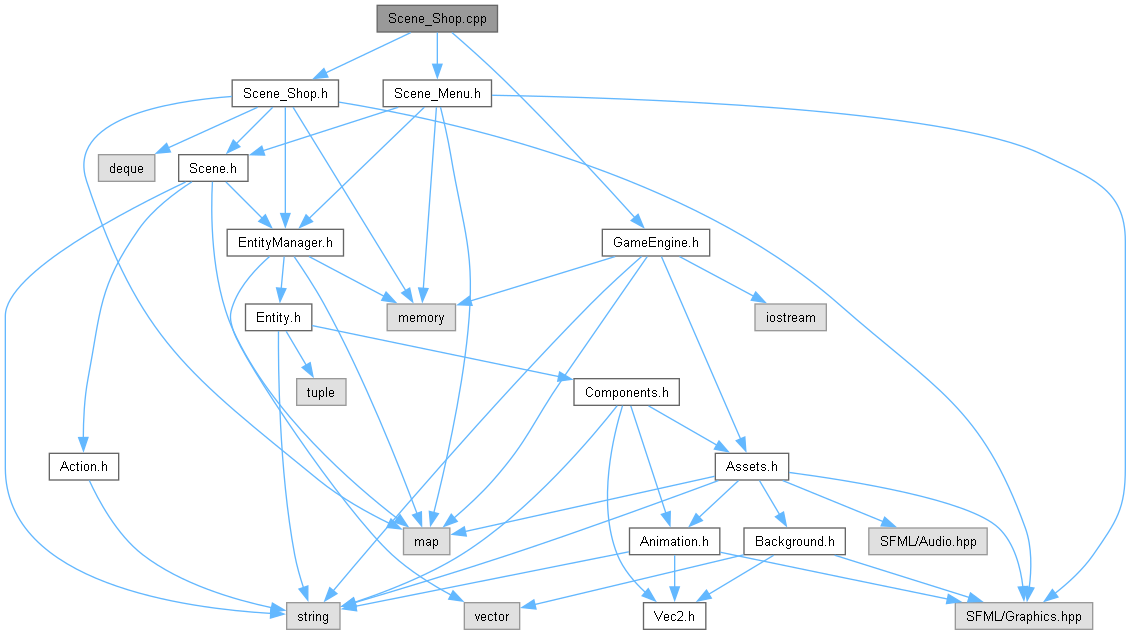 Scene_Shop.cpp
Scene_Shop.h
Scene_Menu.h
deque
Scene.h
EntityManager.h
GameEngine.h
Entity.h
memory
iostream
tuple
Components.h
Action.h
Assets.h
map
Animation.h
Background.h
SFML/Audio.hpp
string
vector
Vec2.h
SFML/Graphics.hpp